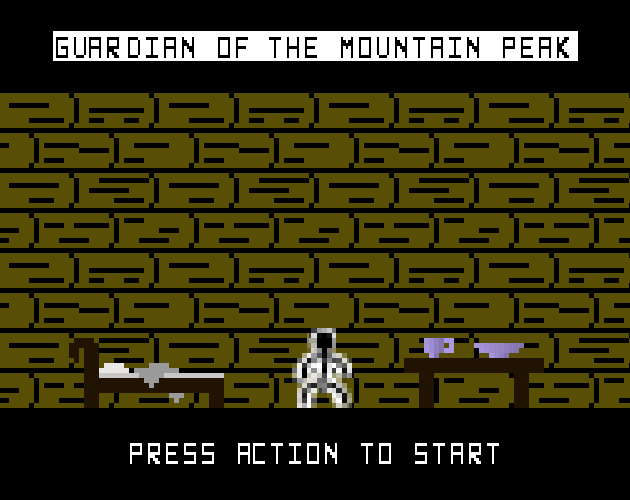 GUARDIAN OF THE MOUNTAIN PEAK
PRESS ACTION TO START